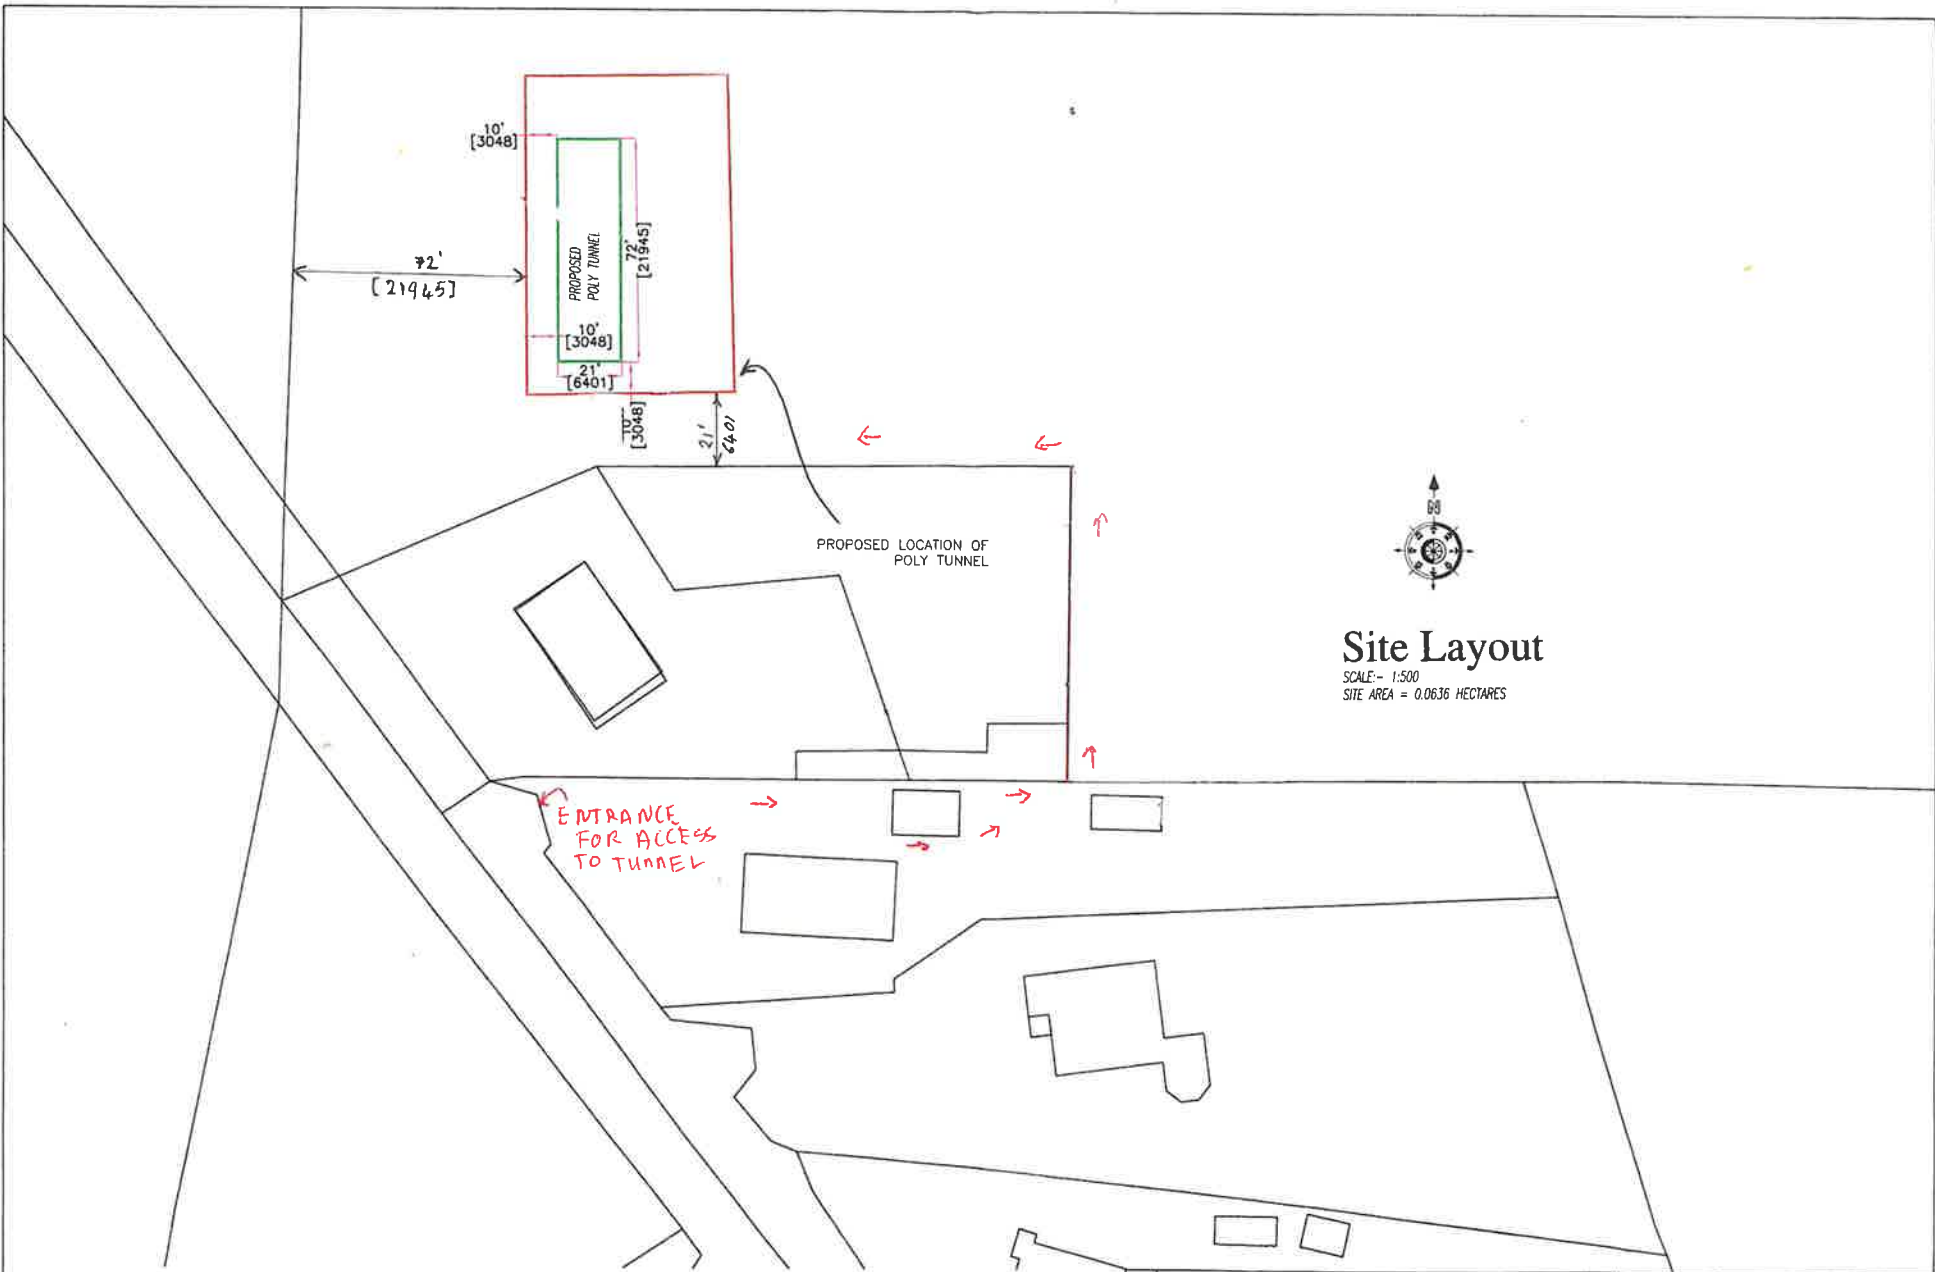 10'
[3048]
72'
[21945]
PROPOSED
POLY TUNNEL
72'
[21945]
10'
[3048]
21'
[6401]
10'
[3048]
21'
6401
PROPOSED LOCATION OF
POLY TUNNEL
N
Site Layout
SCALE:- 1:500
SITE AREA = 0.0636 HECTARES
ENTRANCE
FOR ACCESS
TO TUNNEL